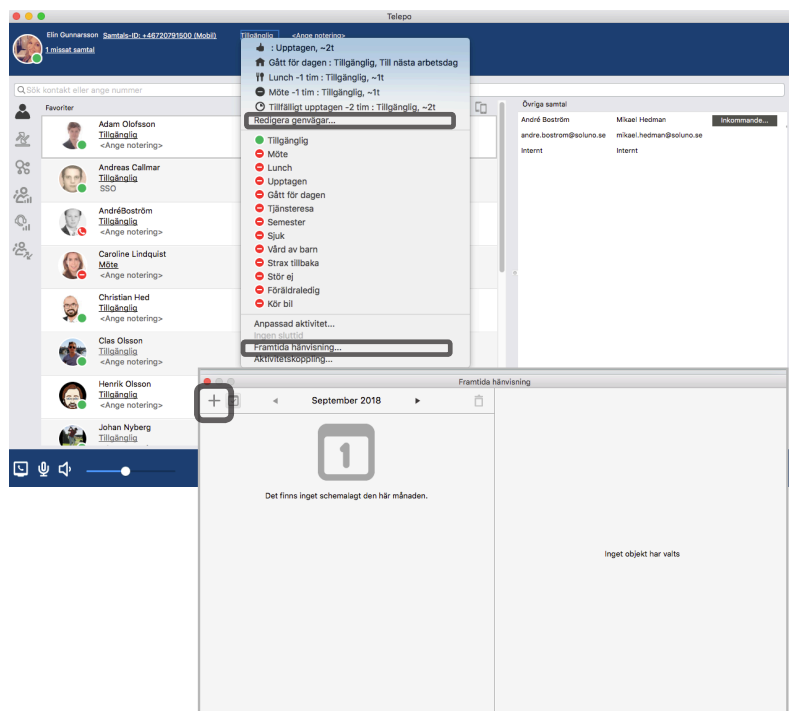 Telepo
Elin Gunnarsson Samtals-ID: +46720791500 (Mobil) Tillgänglig <Ange notering>
1 missat samtal
: Upptagen, ~2t
Gått för dagen : Tillgänglig, Till nästa arbetsdag
Lunch -1 tim : Tillgänglig, ~1t
Möte -1 tim : Tillgänglig, ~1t
Tillfälligt upptagen -2 tim : Tillgänglig, ~2t
Redigera genvägar...
Tillgänglig
Möte
Lunch
Upptagen
Gått för dagen
Tjänsteresa
Semester
Sjuk
Vård av barn
Strax tillbaka
Stör ej
Föräldraledig
Kör bil
Anpassad aktivitet...
Ingen sluttid
Framtida hänvisning...
Aktivitetskoppling...
Sök kontakt eller ange nummer
Favoriter
Adam Olofsson
Tillgänglig
<Ange notering>
Andreas Callmar
Tillgänglig
SSO
AndréBoström
Tillgänglig
<Ange notering>
Caroline Lindquist
Möte
<Ange notering>
Christian Hed
Tillgänglig
<Ange notering>
Clas Olsson
Tillgänglig
<Ange notering>
Henrik Olsson
Tillgänglig
<Ange notering>
Johan Nyberg
Tillgänglig
Övriga samtal
André Boström Mikael Hedman Inkommande...
andre.bostrom@soluno.se mikael.hedman@soluno.se
Internt Internt
Framtida hänvisning
September 2018
1
Det finns inget schemalagt den här månaden.
Inget objekt har valts